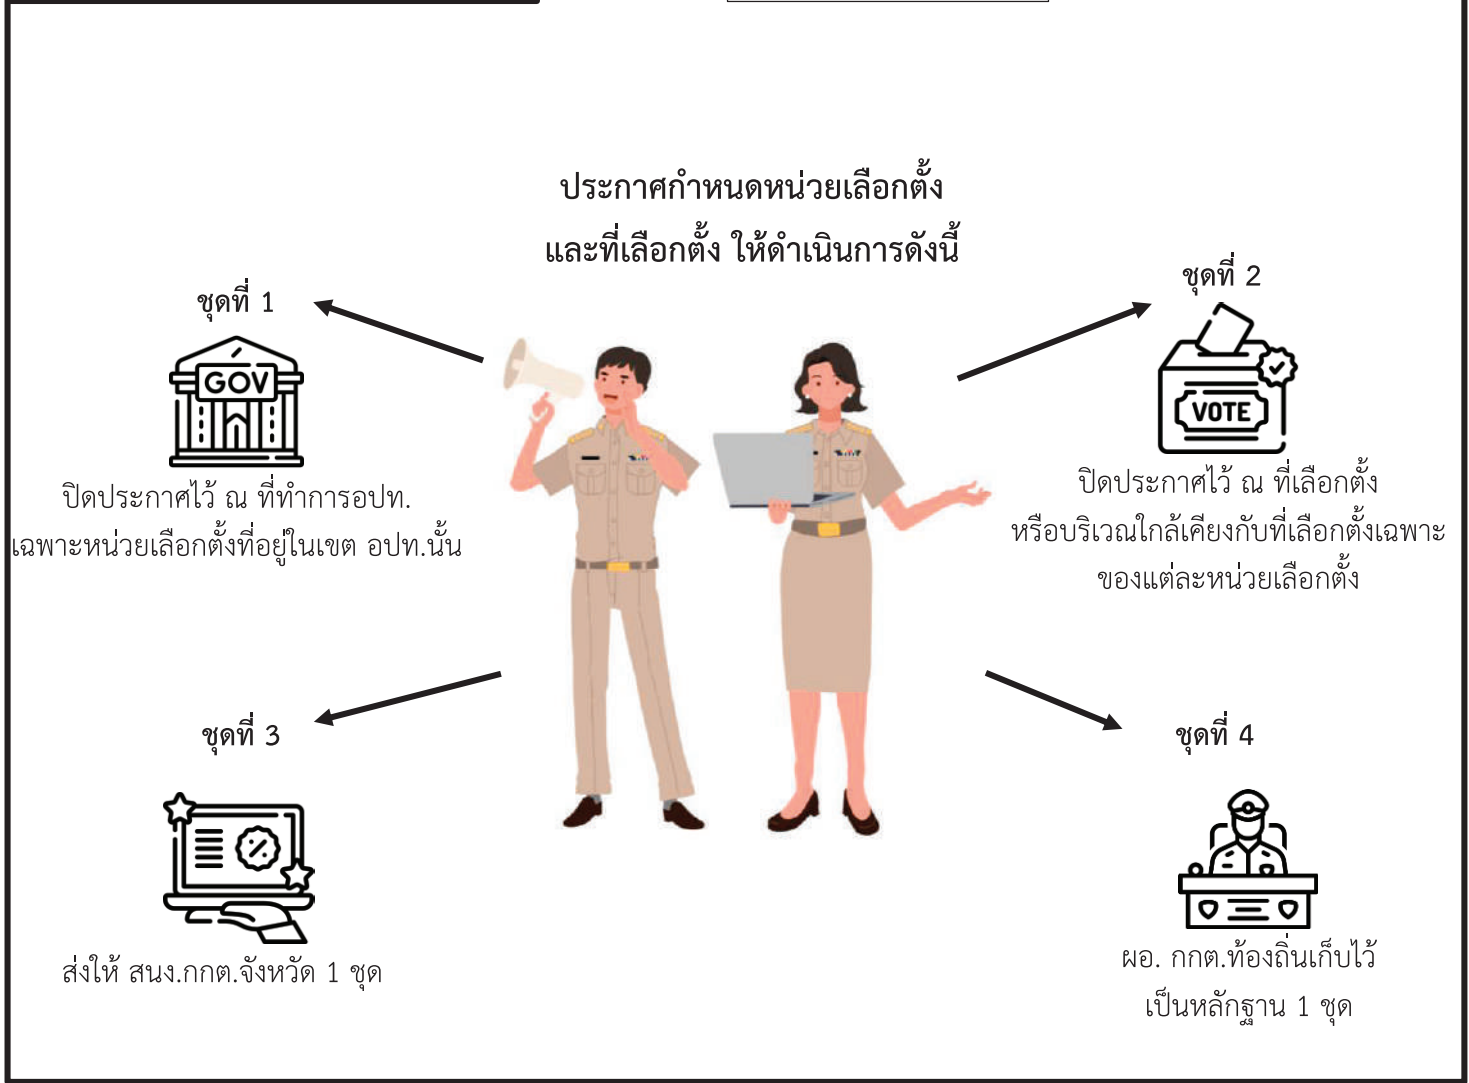 ประกาศกำหนดหน่วยเลือกตั้ง
และที่เลือกตั้ง ให้ดำเนินการดังนี้
ชุดที่ 1
GOV
ปิดประกาศไว้ ณ ที่ทำการอปท.
เฉพาะหน่วยเลือกตั้งที่อยู่ในเขต อปท.นั้น
ชุดที่ 2
VOTE
ปิดประกาศไว้ ณ ที่เลือกตั้ง
หรือบริเวณใกล้เคียงกับที่เลือกตั้งเฉพาะ
ของแต่ละหน่วยเลือกตั้ง
ชุดที่ 3
%
ส่งให้ สนง.กกต.จังหวัด 1 ชุด
ชุดที่ 4
ผอ. กกต.ท้องถิ่นเก็บไว้
เป็นหลักฐาน 1 ชุด